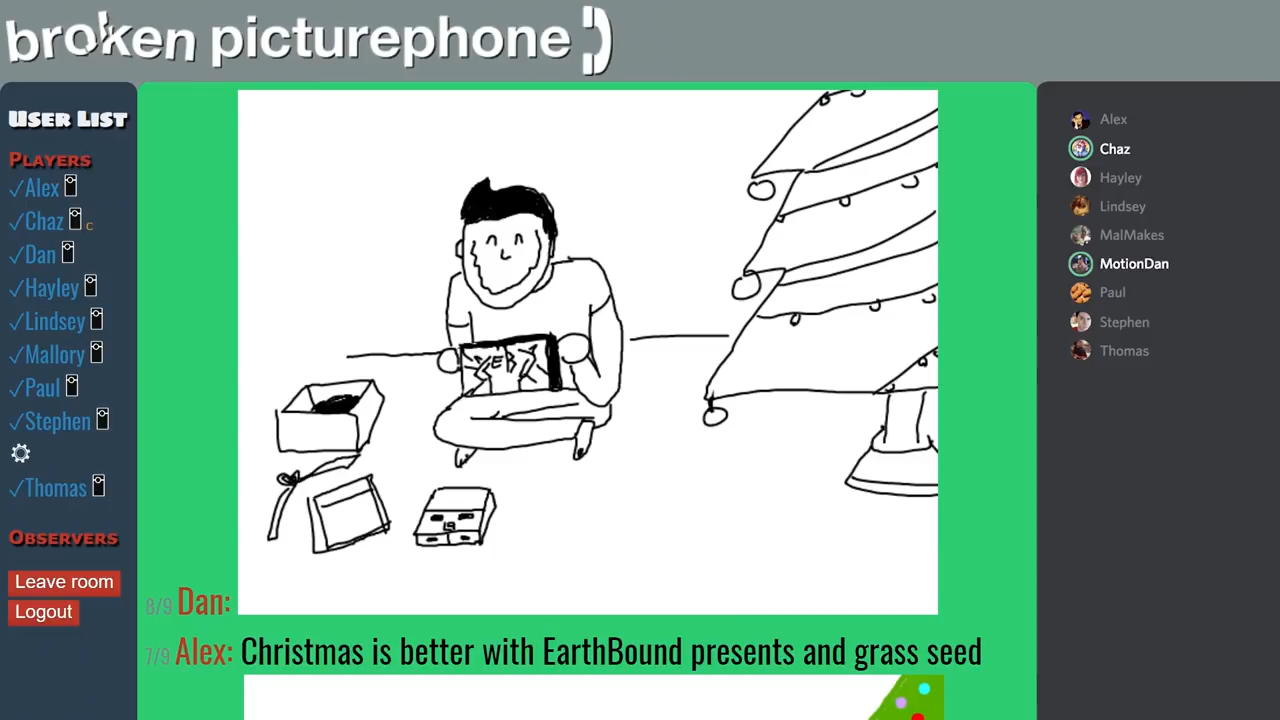 broken picturephone
User List
Players
✓Alex
✓Chaz c
✓Dan
✓Hayley
✓Lindsey
✓Mallory
✓Paul
✓Stephen
✓Thomas
Observers
Leave room
Logout
8/9 Dan:
7/9 Alex: Christmas is better with EarthBound presents and grass seed
Alex
Chaz
Hayley
Lindsey
MalMakes
MotionDan
Paul
Stephen
Thomas